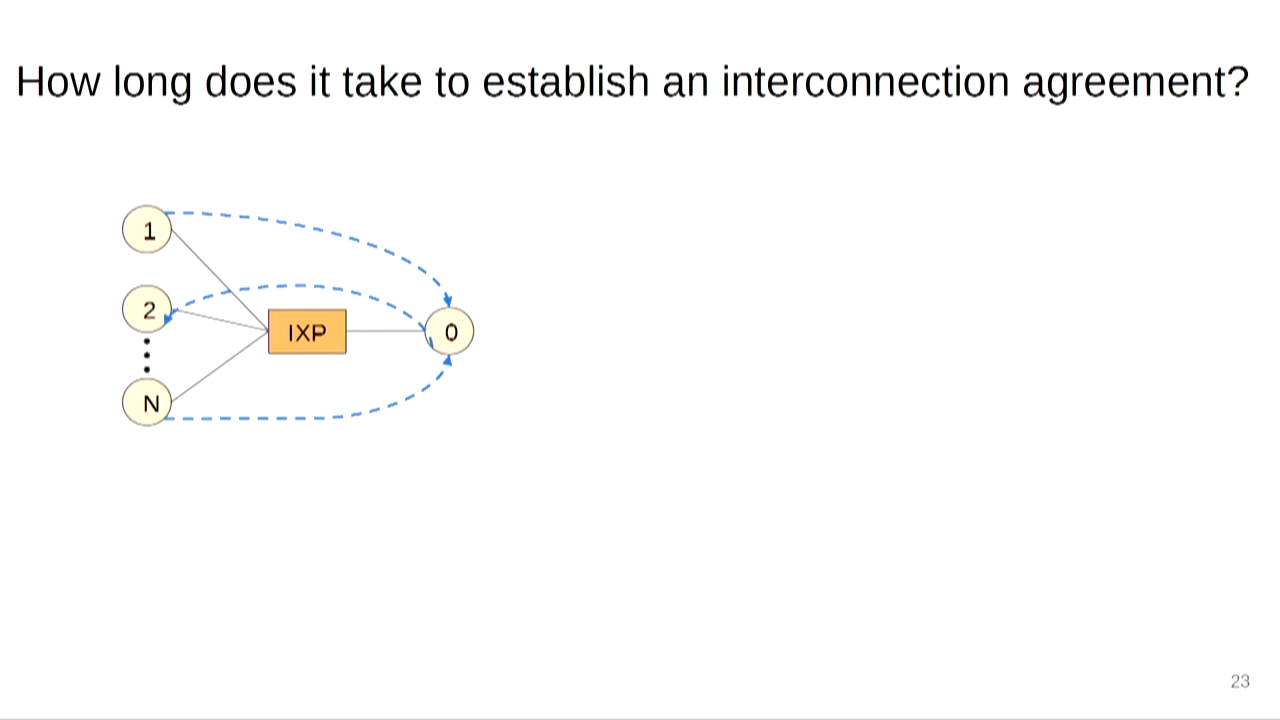 How long does it take to establish an interconnection agreement?
1
2
IXP
0
N
23